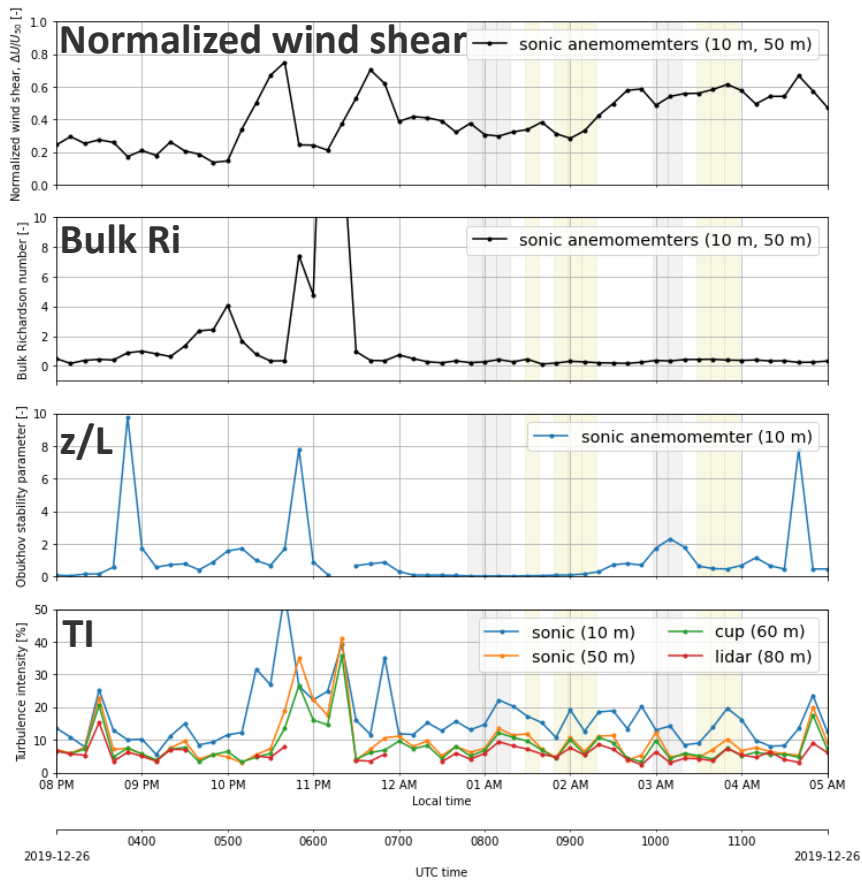 Normalized wind shear, ΔU/U50 [-]
1.0
0.8
0.6
0.4
0.2
0.0
Normalized wind shear
sonic anemomemters (10 m, 50 m)
Bulk Richardson number [-]
10
8
6
4
2
0
Bulk Ri
sonic anemomemters (10 m, 50 m)
Obukhov stability parameter [-]
10
8
6
4
2
0
z/L
sonic anemomemter (10 m)
Turbulence intensity [%]
50
40
30
20
10
0
TI
sonic (10 m) cup (60 m)
sonic (50 m) lidar (80 m)
08 PM 09 PM 10 PM 11 PM 12 AM 01 AM 02 AM 03 AM 04 AM 05 AM
Local time
0400 0500 0600 0700 0800 0900 1000 1100
2019-12-26 2019-12-26
UTC time